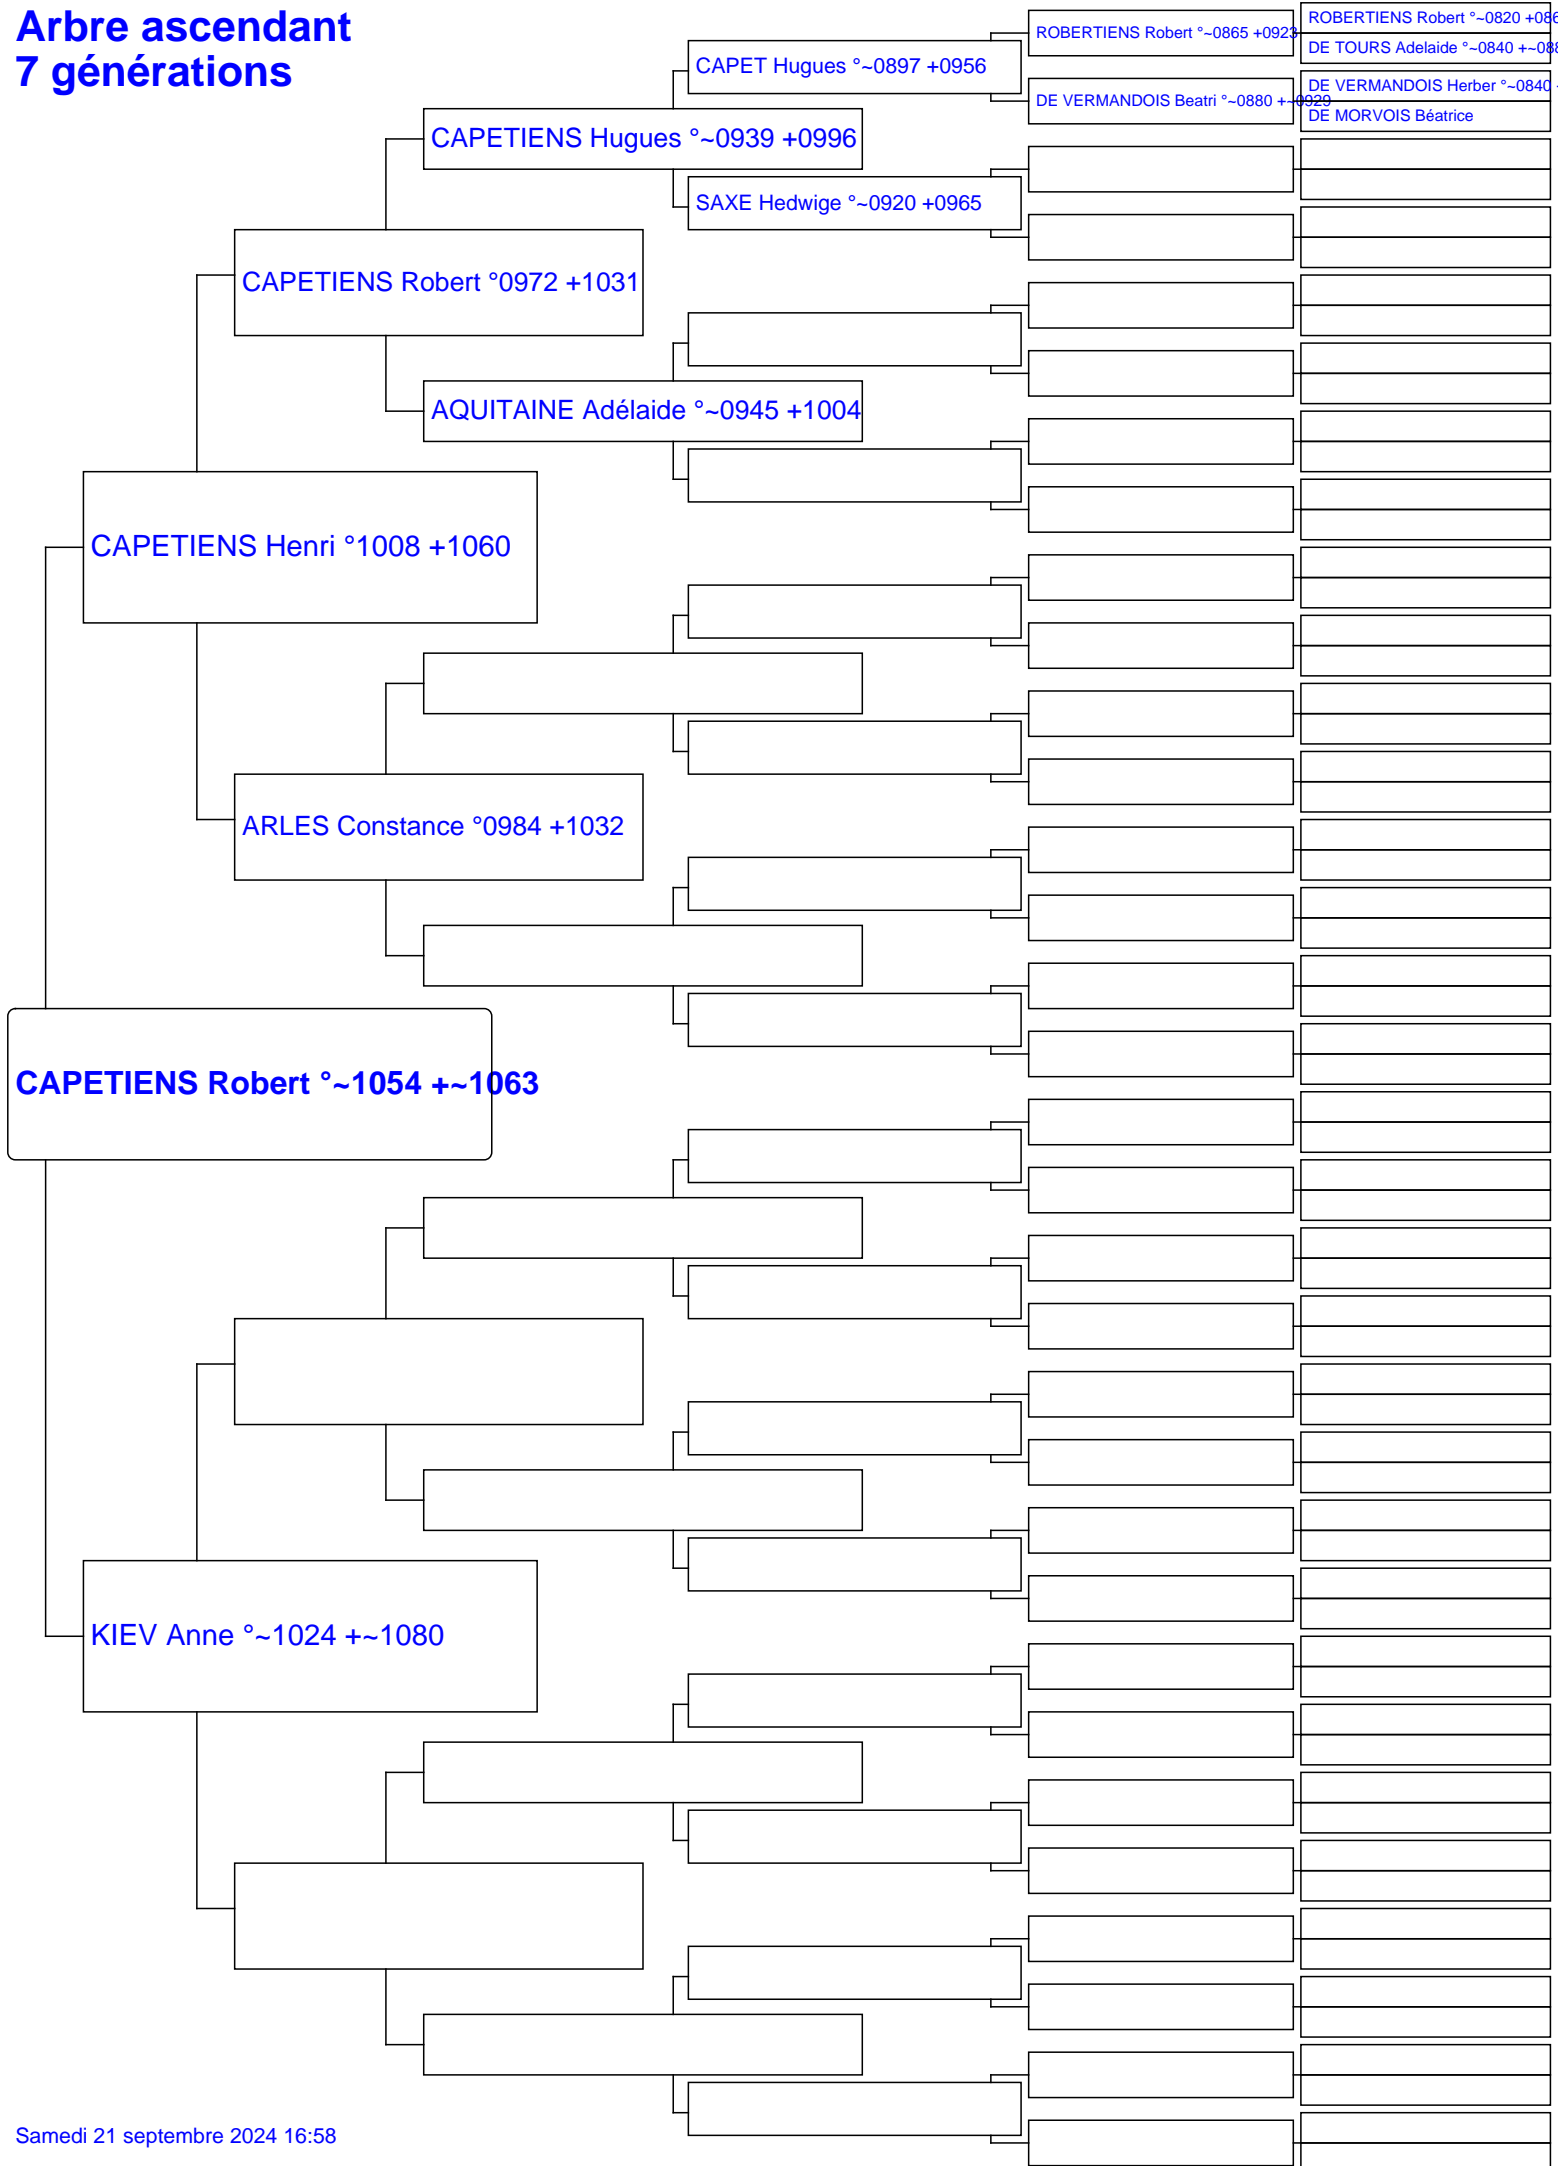 Arbre ascendant
7 générations
ROBERTIENS Robert °~0820 +086
ROBERTIENS Robert °~0865 +0923
DE TOURS Adelaide °~0840 +~088
CAPET Hugues °~0897 +0956
DE VERMANDOIS Herber °~0840 +
DE VERMANDOIS Beatri °~0880 +~0929
DE MORVOIS Béatrice
CAPETIENS Hugues °~0939 +0996
SAXE Hedwige °~0920 +0965
CAPETIENS Robert °0972 +1031
AQUITAINE Adélaide °~0945 +1004
CAPETIENS Henri °1008 +1060
ARLES Constance °0984 +1032
CAPETIENS Robert °~1054 +~1063
KIEV Anne °~1024 +~1080
Samedi 21 septembre 2024 16:58